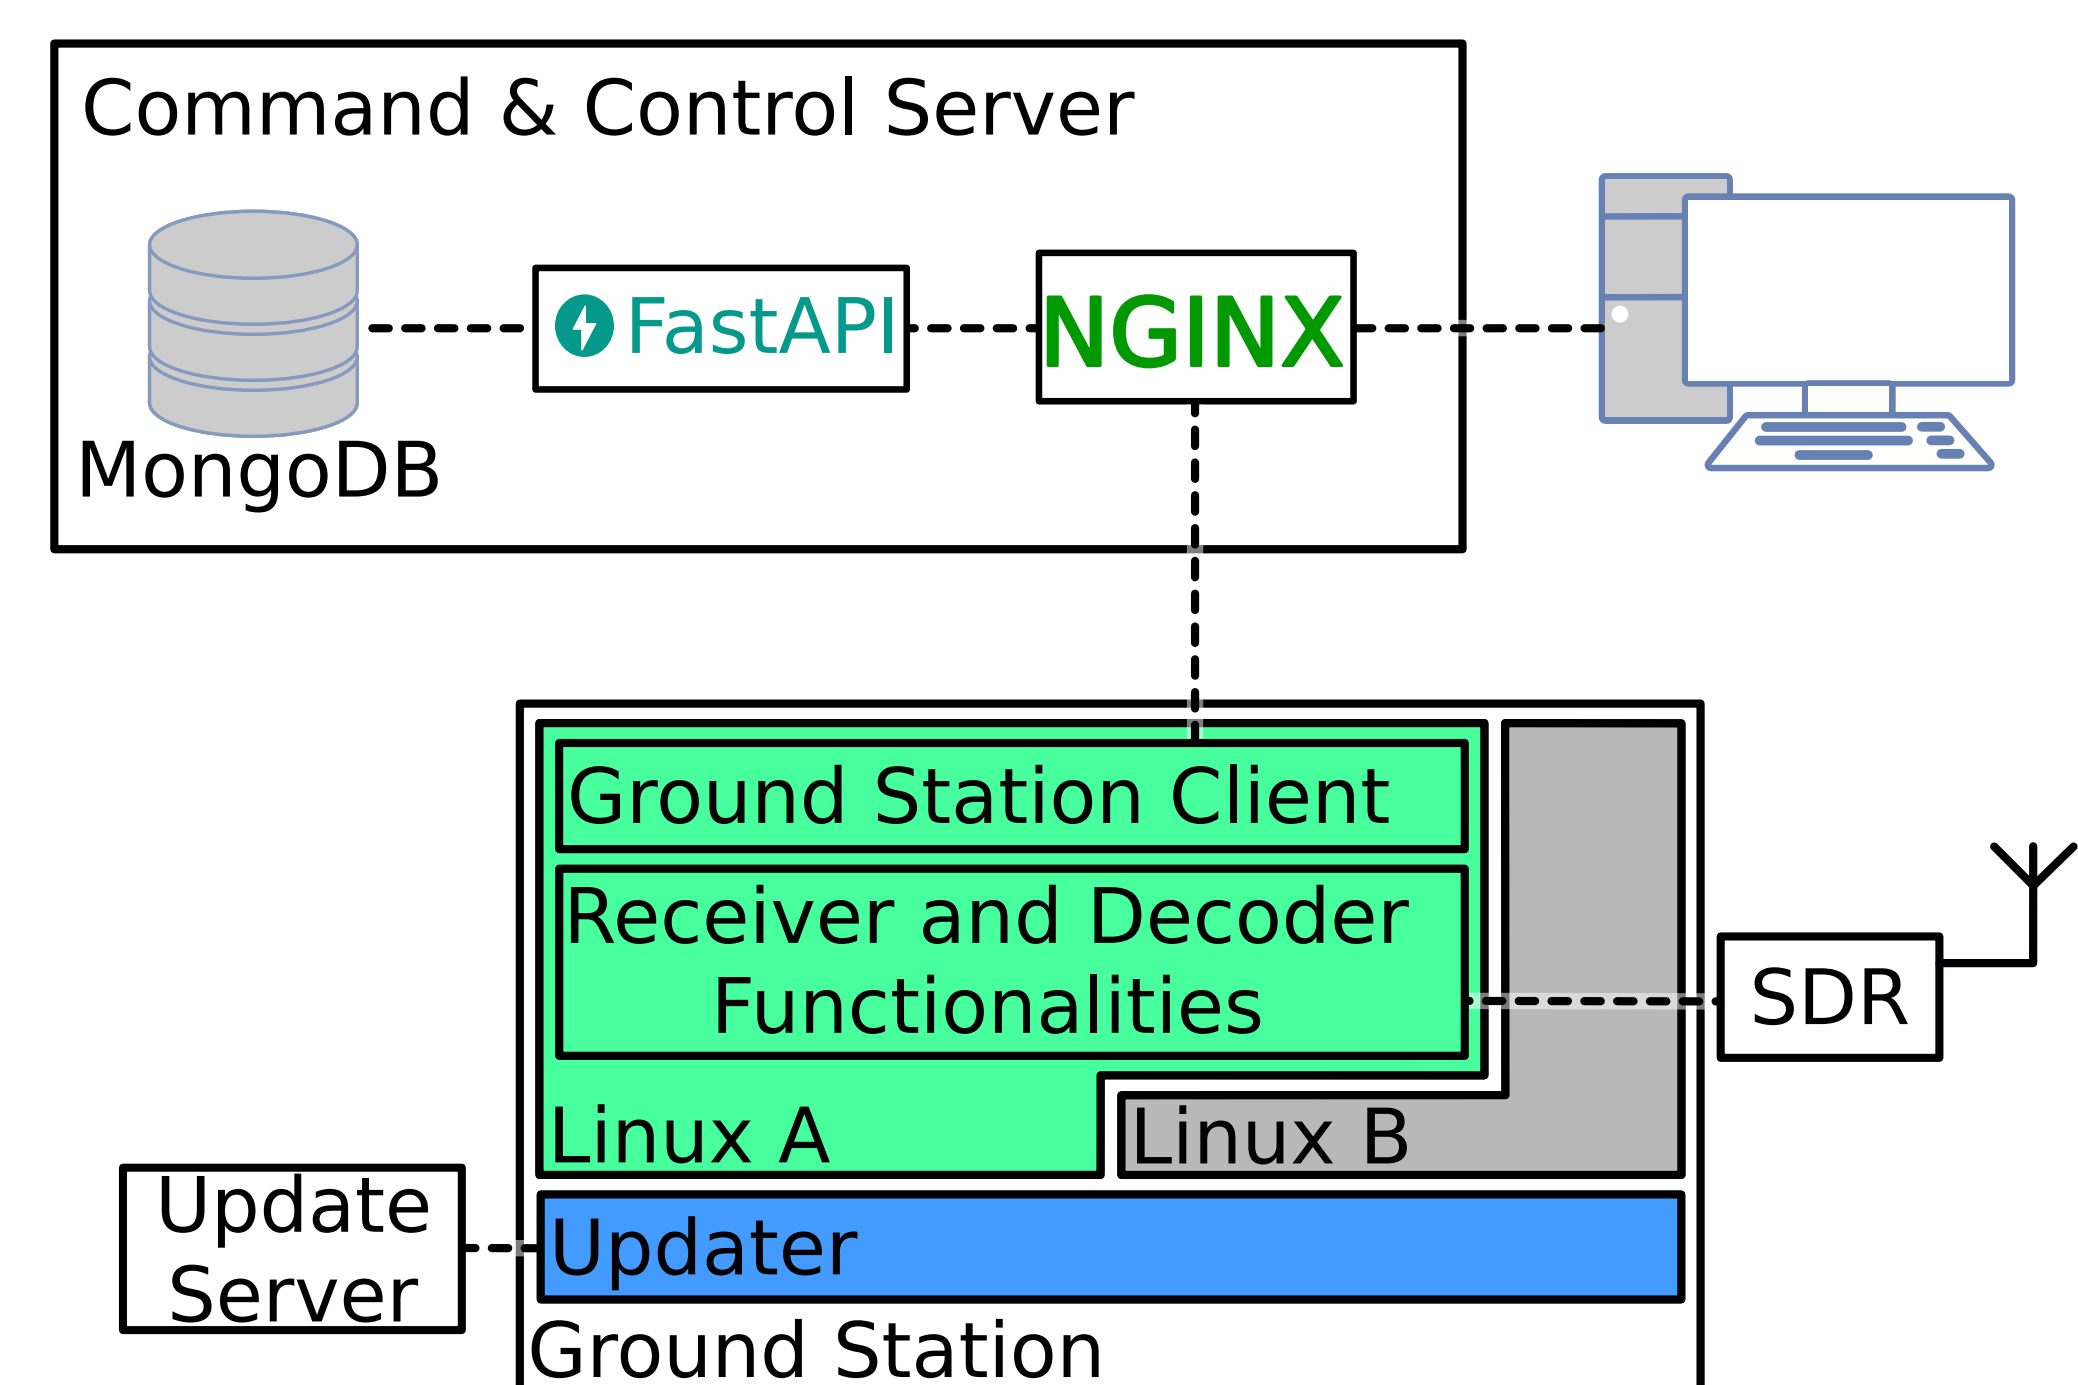 Command & Control Server
FastAPI
NGINX
MongoDB
Ground Station Client
Receiver and Decoder
Functionalities
SDR
Linux A
Linux B
Update
Server
Updater
Ground Station